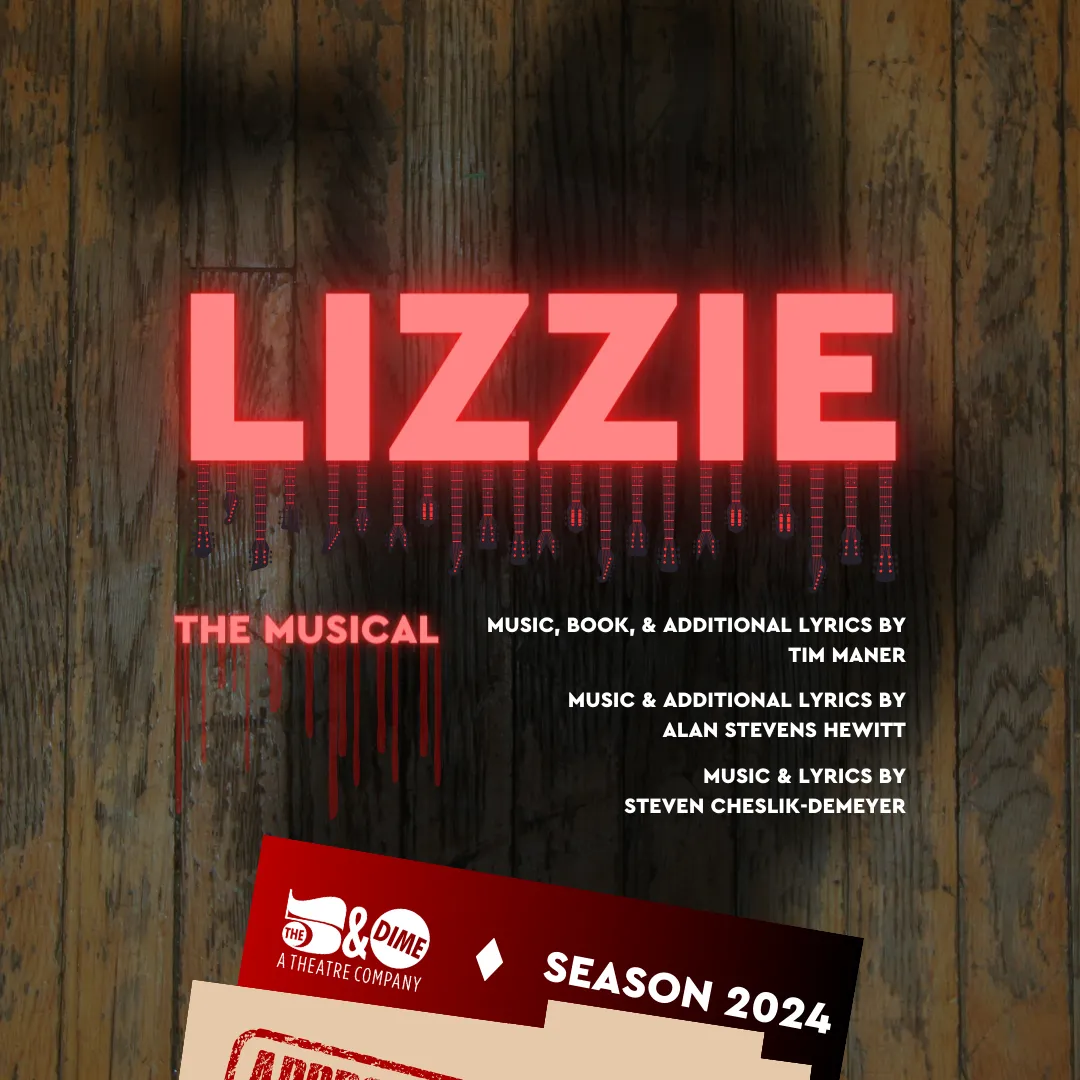 LIZZIE
THE MUSICAL
MUSIC, BOOK, & ADDITIONAL LYRICS BY
TIM MANER
MUSIC & ADDITIONAL LYRICS BY
ALAN STEVENS HEWITT
MUSIC & LYRICS BY
STEVEN CHESLIK-DEMEYER
THE 5 & DIME
A THEATRE COMPANY
SEASON 2024